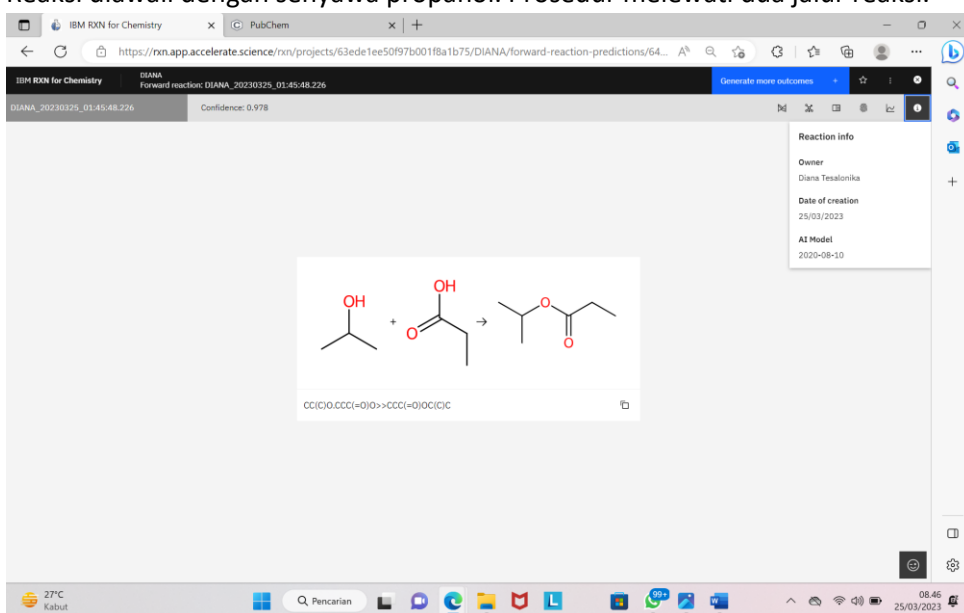 Reaksi diawali dengan senyawa propanol. Prosedur melewati dua jalur reaksi.
IBM RXN for Chemistry
PubChem
https://rxn.app.accelerate.science/rxn/projects/63ede1ee50f97b001f8a1b75/DIANA/forward-reaction-predictions/64...
IBM RXN for Chemistry
DIANA
Forward reaction: DIANA_20230325_01:45:48.226
Generate more outcomes
DIANA_20230325_01:45:48.226
Confidence: 0.978
Reaction info
Owner
Diana Tesalonika
Date of creation
25/03/2023
AI Model
2020-08-10
OH
+
O
OH
O
O
CC(C)O.CCC(=O)O>>CCC(=O)OC(C)C
27°C
Kabut
Pencarian
99+
08.46
25/03/2023